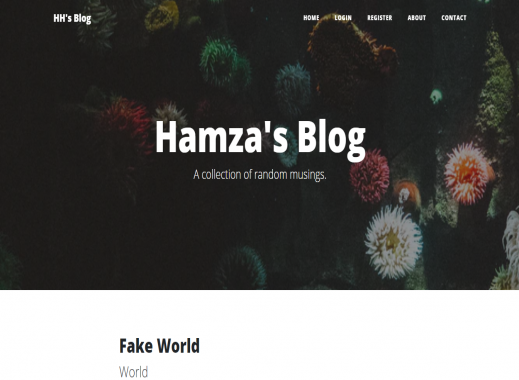 HH's Blog
HOME LOGIN REGISTER ABOUT CONTACT
Hamza's Blog
A collection of random musings.
Fake World
World